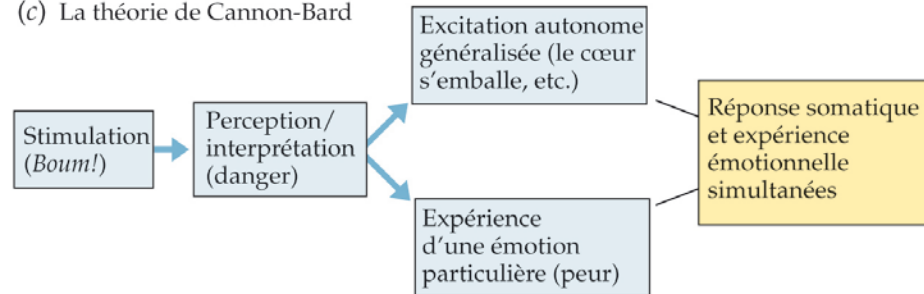 (c) La théorie de Cannon-Bard
Stimulation
(Boum!)
Perception/
interprétation
(danger)
Excitation autonome
généralisée (le cœur
s’emballe, etc.)
Expérience
d’une émotion
particulière (peur)
Réponse somatique
et expérience
émotionnelle
simultanées